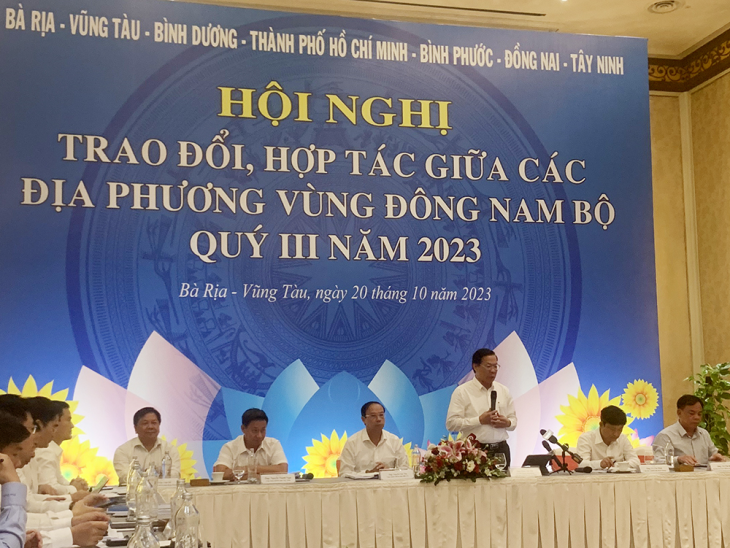 BÀ RỊA - VŨNG TÀU - BÌNH DƯƠNG - THÀNH PHỐ HỒ CHÍ MINH - BÌNH PHƯỚC - ĐỒNG NAI - TÂY NINH
HỘI NGHỊ
TRAO ĐỔI, HỢP TÁC GIỮA CÁC
ĐỊA PHƯƠNG VÙNG ĐÔNG NAM BỘ
QUÝ III NĂM 2023
Bà Rịa - Vũng Tàu, ngày 20 tháng 10 năm 2023